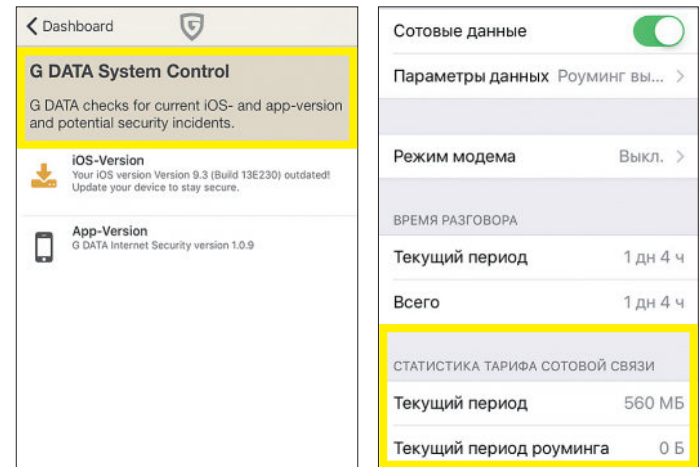 Dashboard
G DATA System Control
G DATA checks for current iOS- and app-version
and potential security incidents.
iOS-Version
Your iOS version Version 9.3 (Build 13E230) outdated!
Update your device to stay secure.
App-Version
G DATA Internet Security version 1.0.9
Сотовые данные
Параметры данных Роуминг вы...
Режим модема Выкл.
ВРЕМЯ РАЗГОВОРА
Текущий период 1 дн 4 ч
Всего 1 дн 4 ч
СТАТИСТИКА ТАРИФА СОТОВОЙ СВЯЗИ
Текущий период 560 МБ
Текущий период роуминга 0 Б